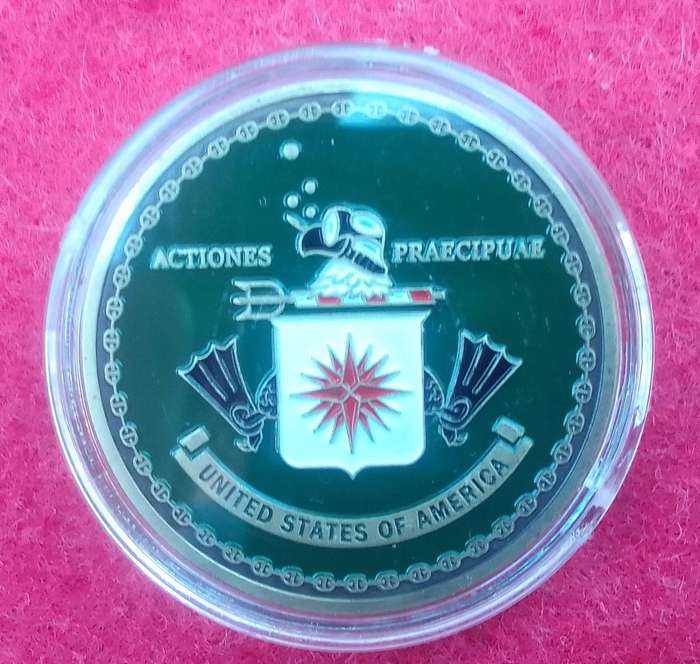 ACTIONES PRAECIPUAE
UNITED STATES OF AMERICA